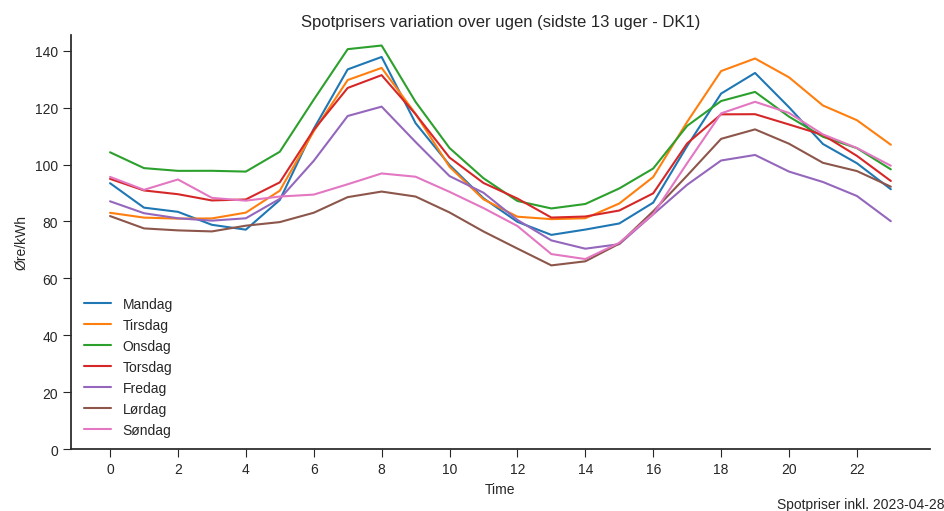 Spotprisers variation over ugen (sidste 13 uger - DK1)
140
120
100
80
60
40
20
0
Øre/kWh
Mandag
Tirsdag
Onsdag
Torsdag
Fredag
Lørdag
Søndag
0 2 4 6 8 10 12 14 16 18 20 22
Time
Spotpriser inkl. 2023-04-28